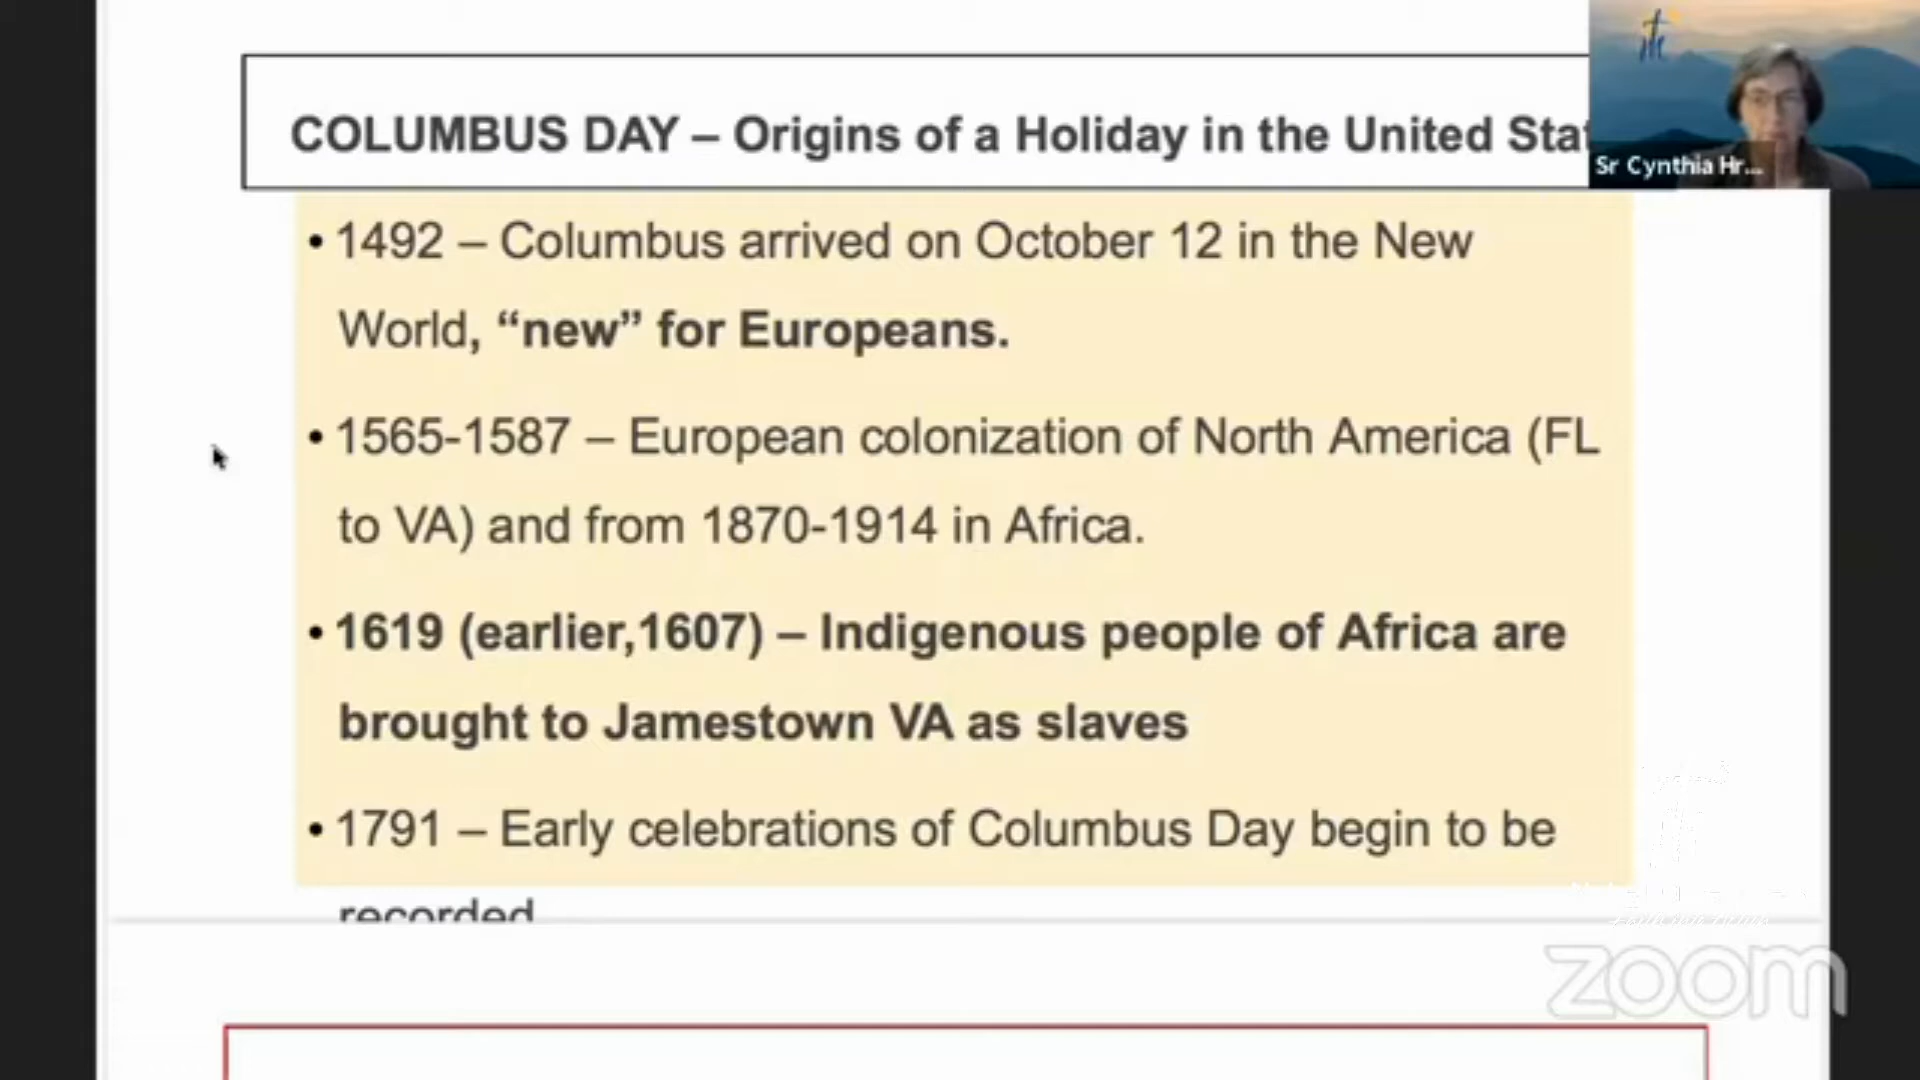 COLUMBUS DAY – Origins of a Holiday in the United Stat
Sr Cynthia Hr...
• 1492 – Columbus arrived on October 12 in the New
World, “new” for Europeans.
• 1565-1587 – European colonization of North America (FL
to VA) and from 1870-1914 in Africa.
• 1619 (earlier,1607) – Indigenous people of Africa are
brought to Jamestown VA as slaves
• 1791 – Early celebrations of Columbus Day begin to be
recorded
zoom